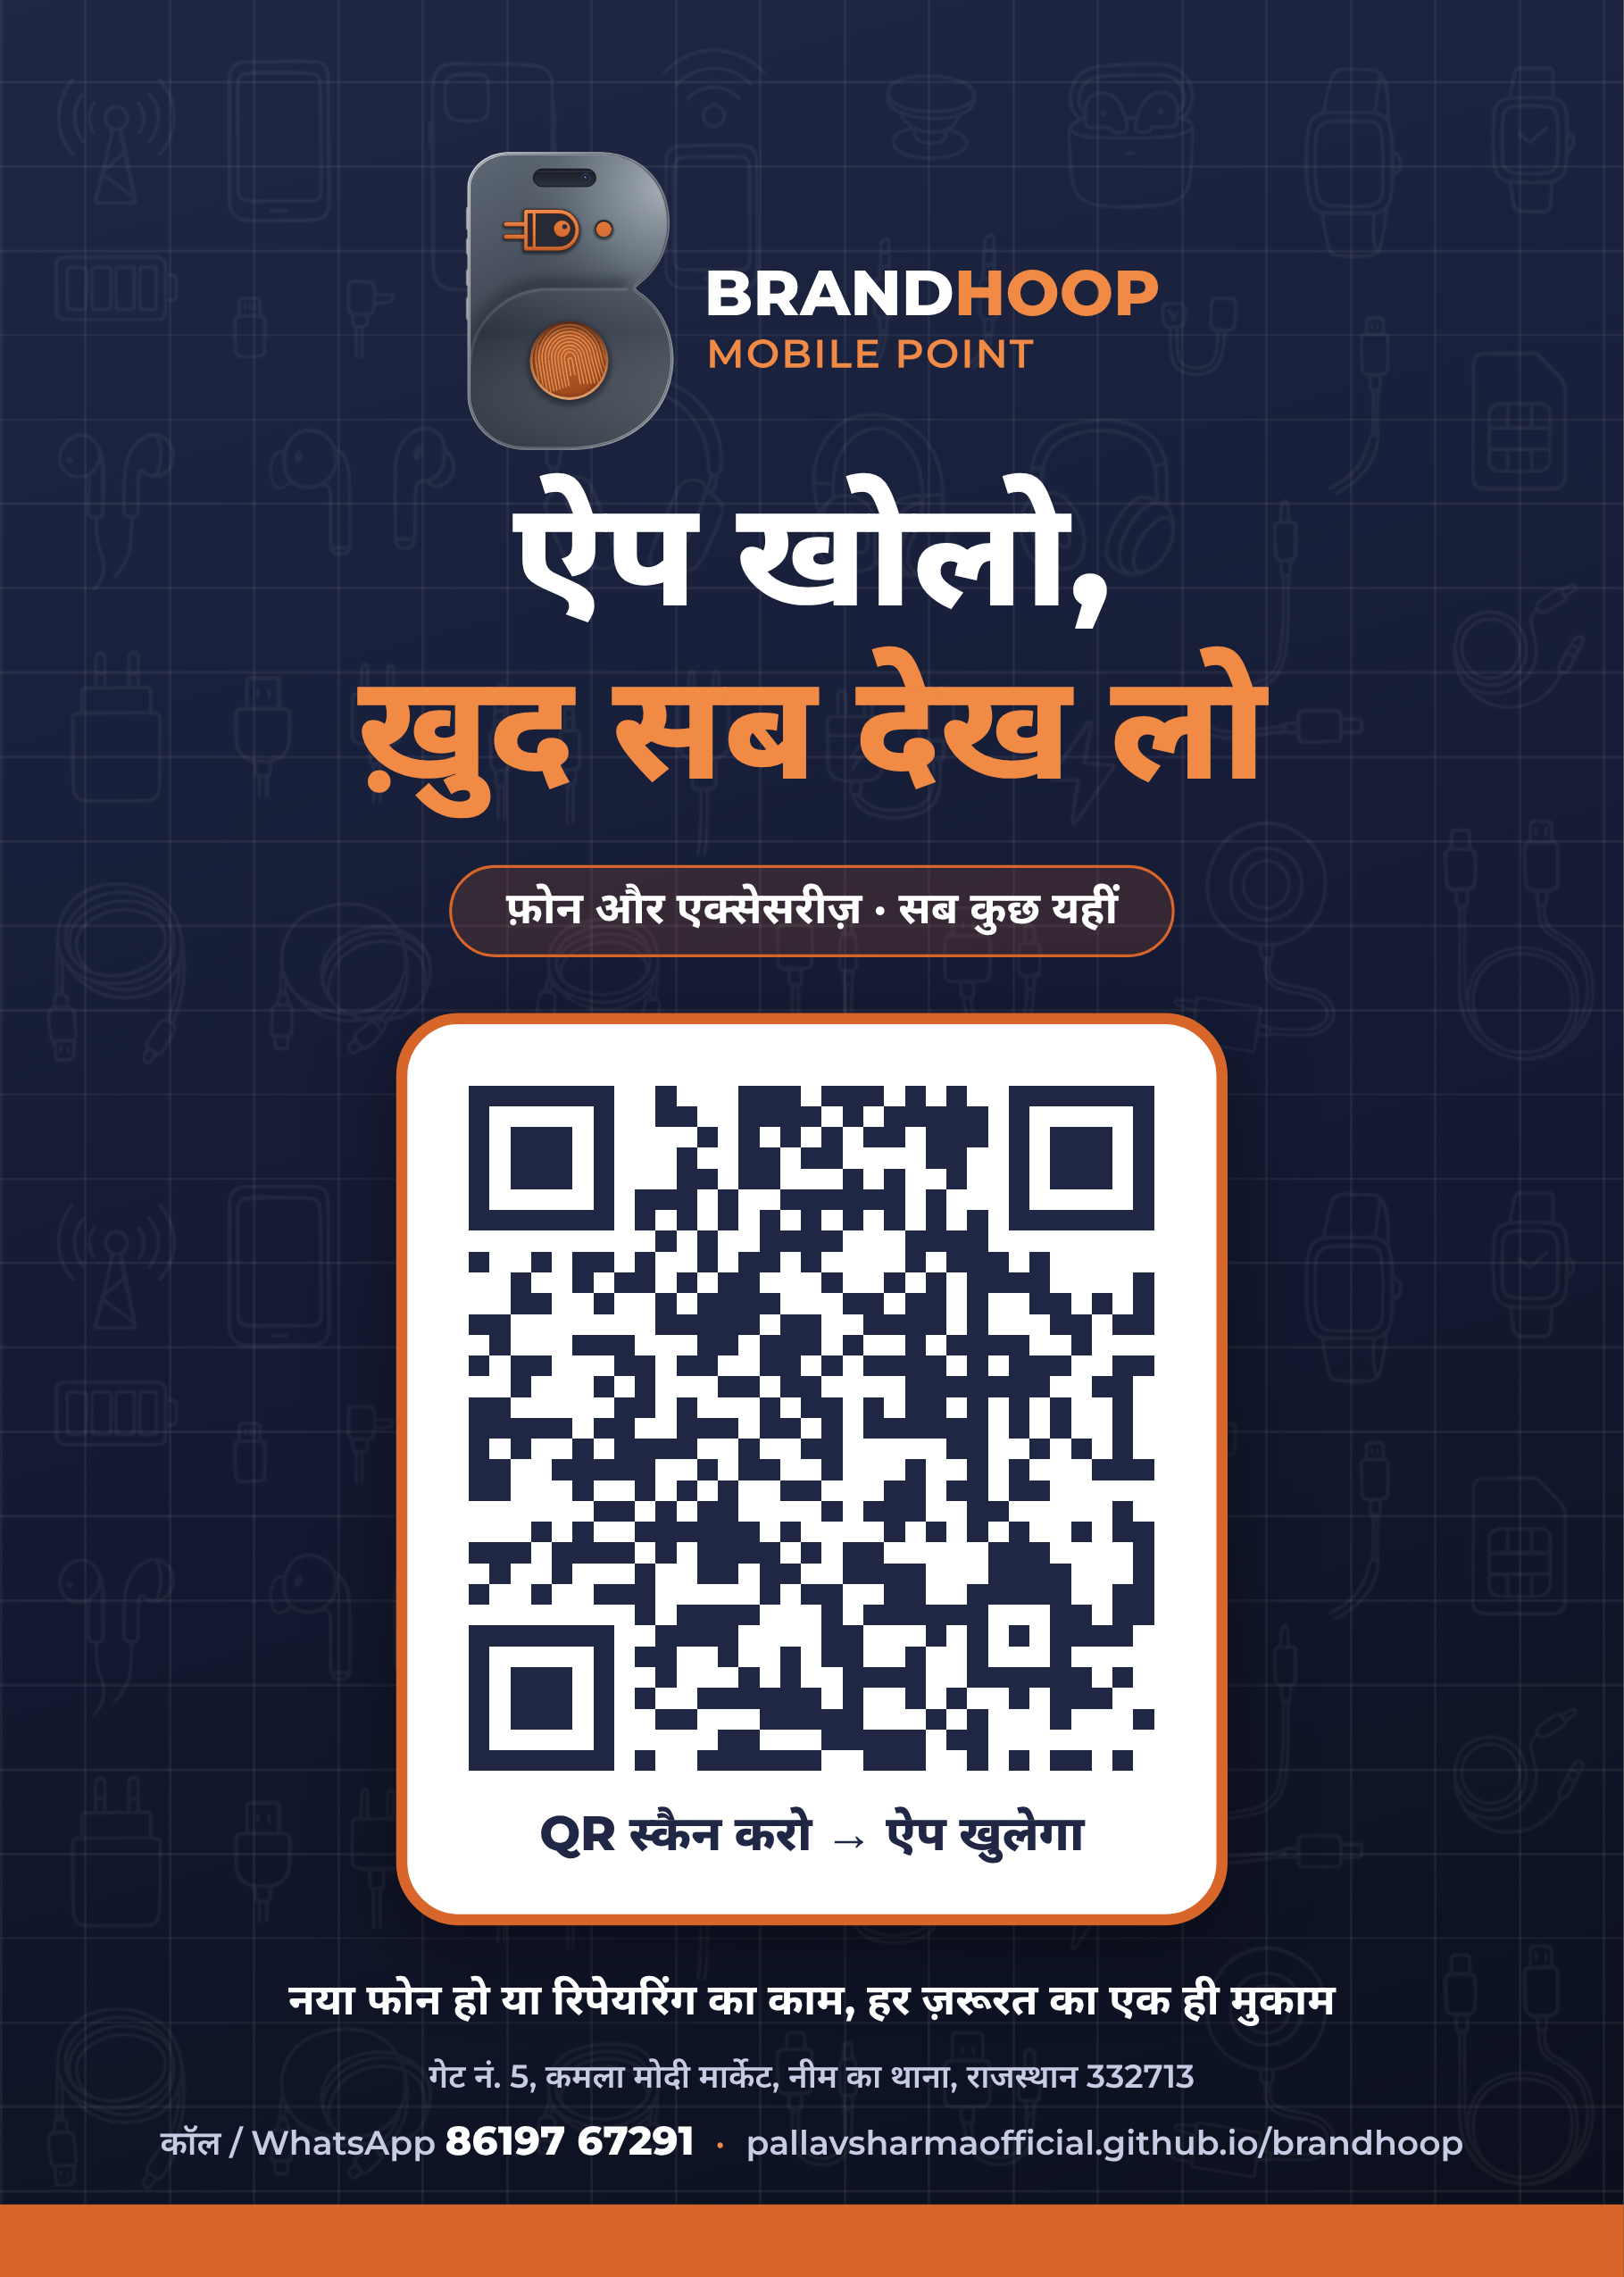 BRANDHOOP
MOBILE POINT
ऐप खोलो,
ख़ुद सब देख लो
फ़ोन और एक्सेसरीज़ · सब कुछ यहीं
QR स्कैन करो → ऐप खुलेगा
नया फोन हो या रिपेयरिंग का काम, हर ज़रूरत का एक ही मुकाम
गेट नं. 5, कमला मोदी मार्केट, नीम का थाना, राजस्थान 332713
कॉल / WhatsApp 86197 67291 · pallavsharmaofficial.github.io/brandhoop